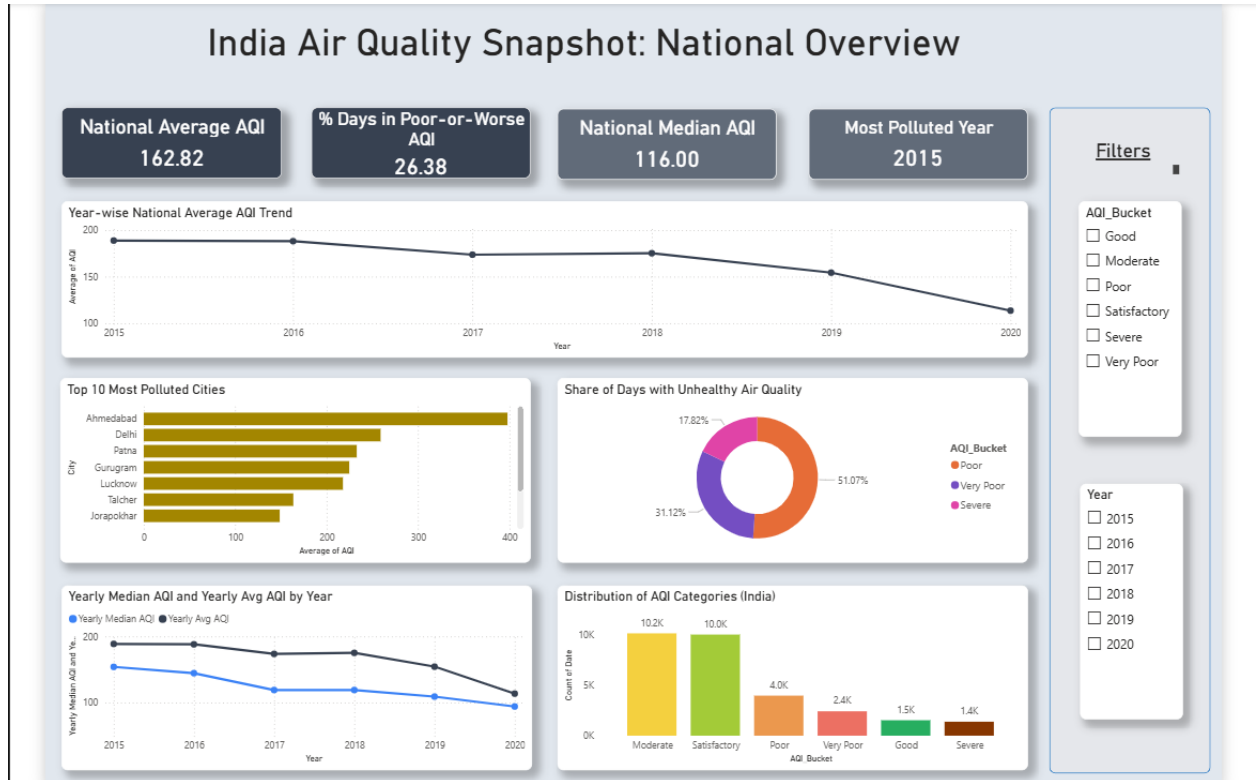 India Air Quality Snapshot: National Overview
National Average AQI
162.82
% Days in Poor-or-Worse
AQI
26.38
National Median AQI
116.00
Most Polluted Year
2015
Filters
Year-wise National Average AQI Trend
200
150
100
Average of AQI
2015 2016 2017 2018 2019 2020
Year
AQI_Bucket
Good
Moderate
Poor
Satisfactory
Severe
Very Poor
Top 10 Most Polluted Cities
City
Ahmedabad
Delhi
Patna
Gurugram
Lucknow
Talcher
Jorapokhar
0 100 200 300 400
Average of AQI
Share of Days with Unhealthy Air Quality
17.82%
51.07%
31.12%
AQI_Bucket
Poor
Very Poor
Severe
Year
2015
2016
2017
2018
2019
2020
Yearly Median AQI and Yearly Avg AQI by Year
Yearly Median AQI Yearly Avg AQI
Yearly Median AQI and Ye...
200
100
2015 2016 2017 2018 2019 2020
Year
Distribution of AQI Categories (India)
Count of Date
10K
5K
0K
10.2K 10.0K 4.0K 2.4K 1.5K 1.4K
Moderate Satisfactory Poor Very Poor Good Severe
AQI_Bucket